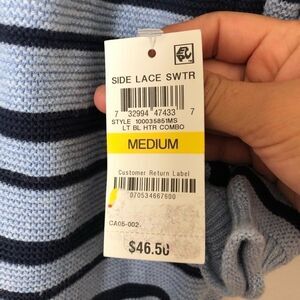 SIDE LACE SWTR
7 32994 47433 7
STYLE 100035851MS
LT BL HTR COMBO
MEDIUM
Customer Return Label
070534667600
CA05-002
$46.50